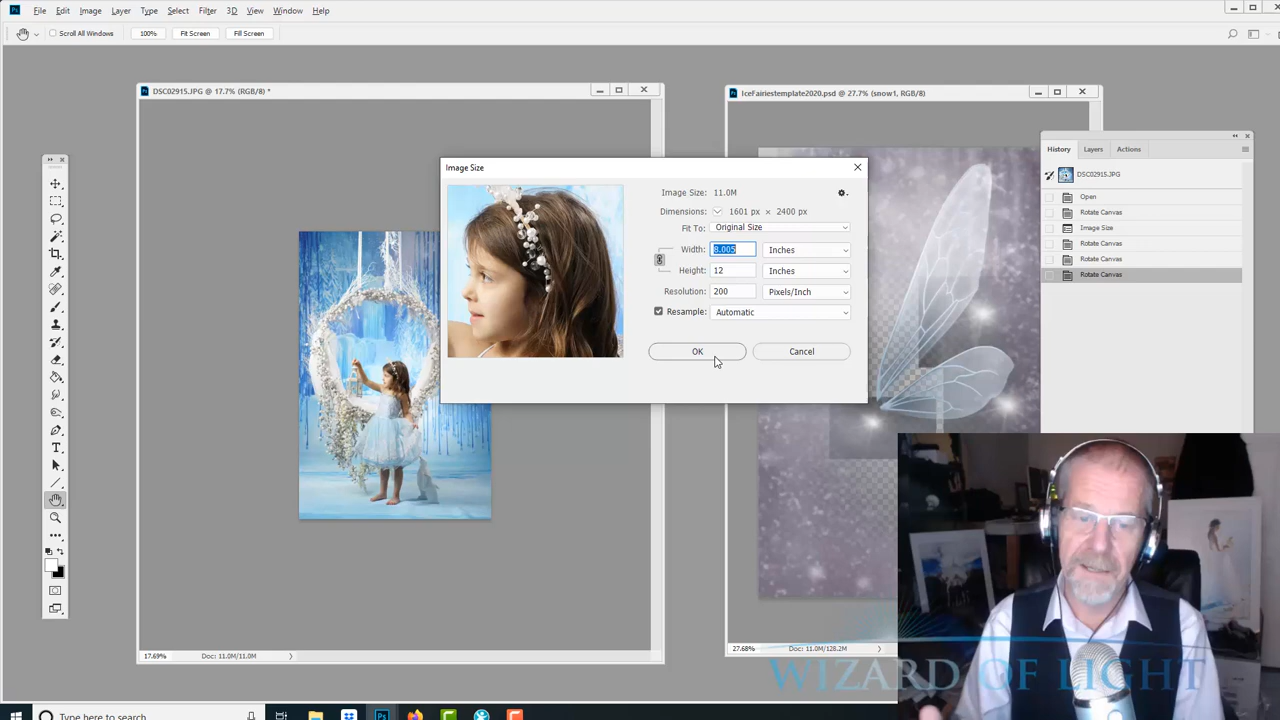 Ps File Edit Image Layer Type Select Filter 3D View Window Help
Scroll All Windows 100% Fit Screen Fill Screen
DSC02915.JPG @ 17.7% (RGB/8) *
IceFairiestemplate2020.psd @ 27.7% (snow1, RGB/8)
History Layers Actions
DSC02915.JPG
Open
Rotate Canvas
Image Size
Rotate Canvas
Rotate Canvas
Rotate Canvas
Image Size
Image Size: 11.0M
Dimensions: 1601 px × 2400 px
Fit To: Original Size
Width: 8.005 Inches
Height: 12 Inches
Resolution: 200 Pixels/Inch
Resample: Automatic
OK Cancel
17.69% Doc: 11.0M/11.0M
27.68% Doc: 11.0M/128.2M
WIZARD OF LIGHT
Type here to search